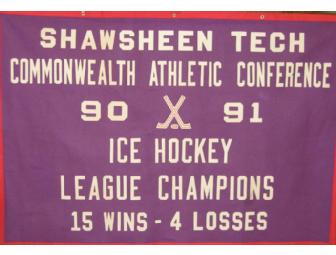 SHAWSHEEN TECH
COMMONWEALTH ATHLETIC CONFERENCE
90 91
ICE HOCKEY
LEAGUE CHAMPIONS
15 WINS - 4 LOSSES